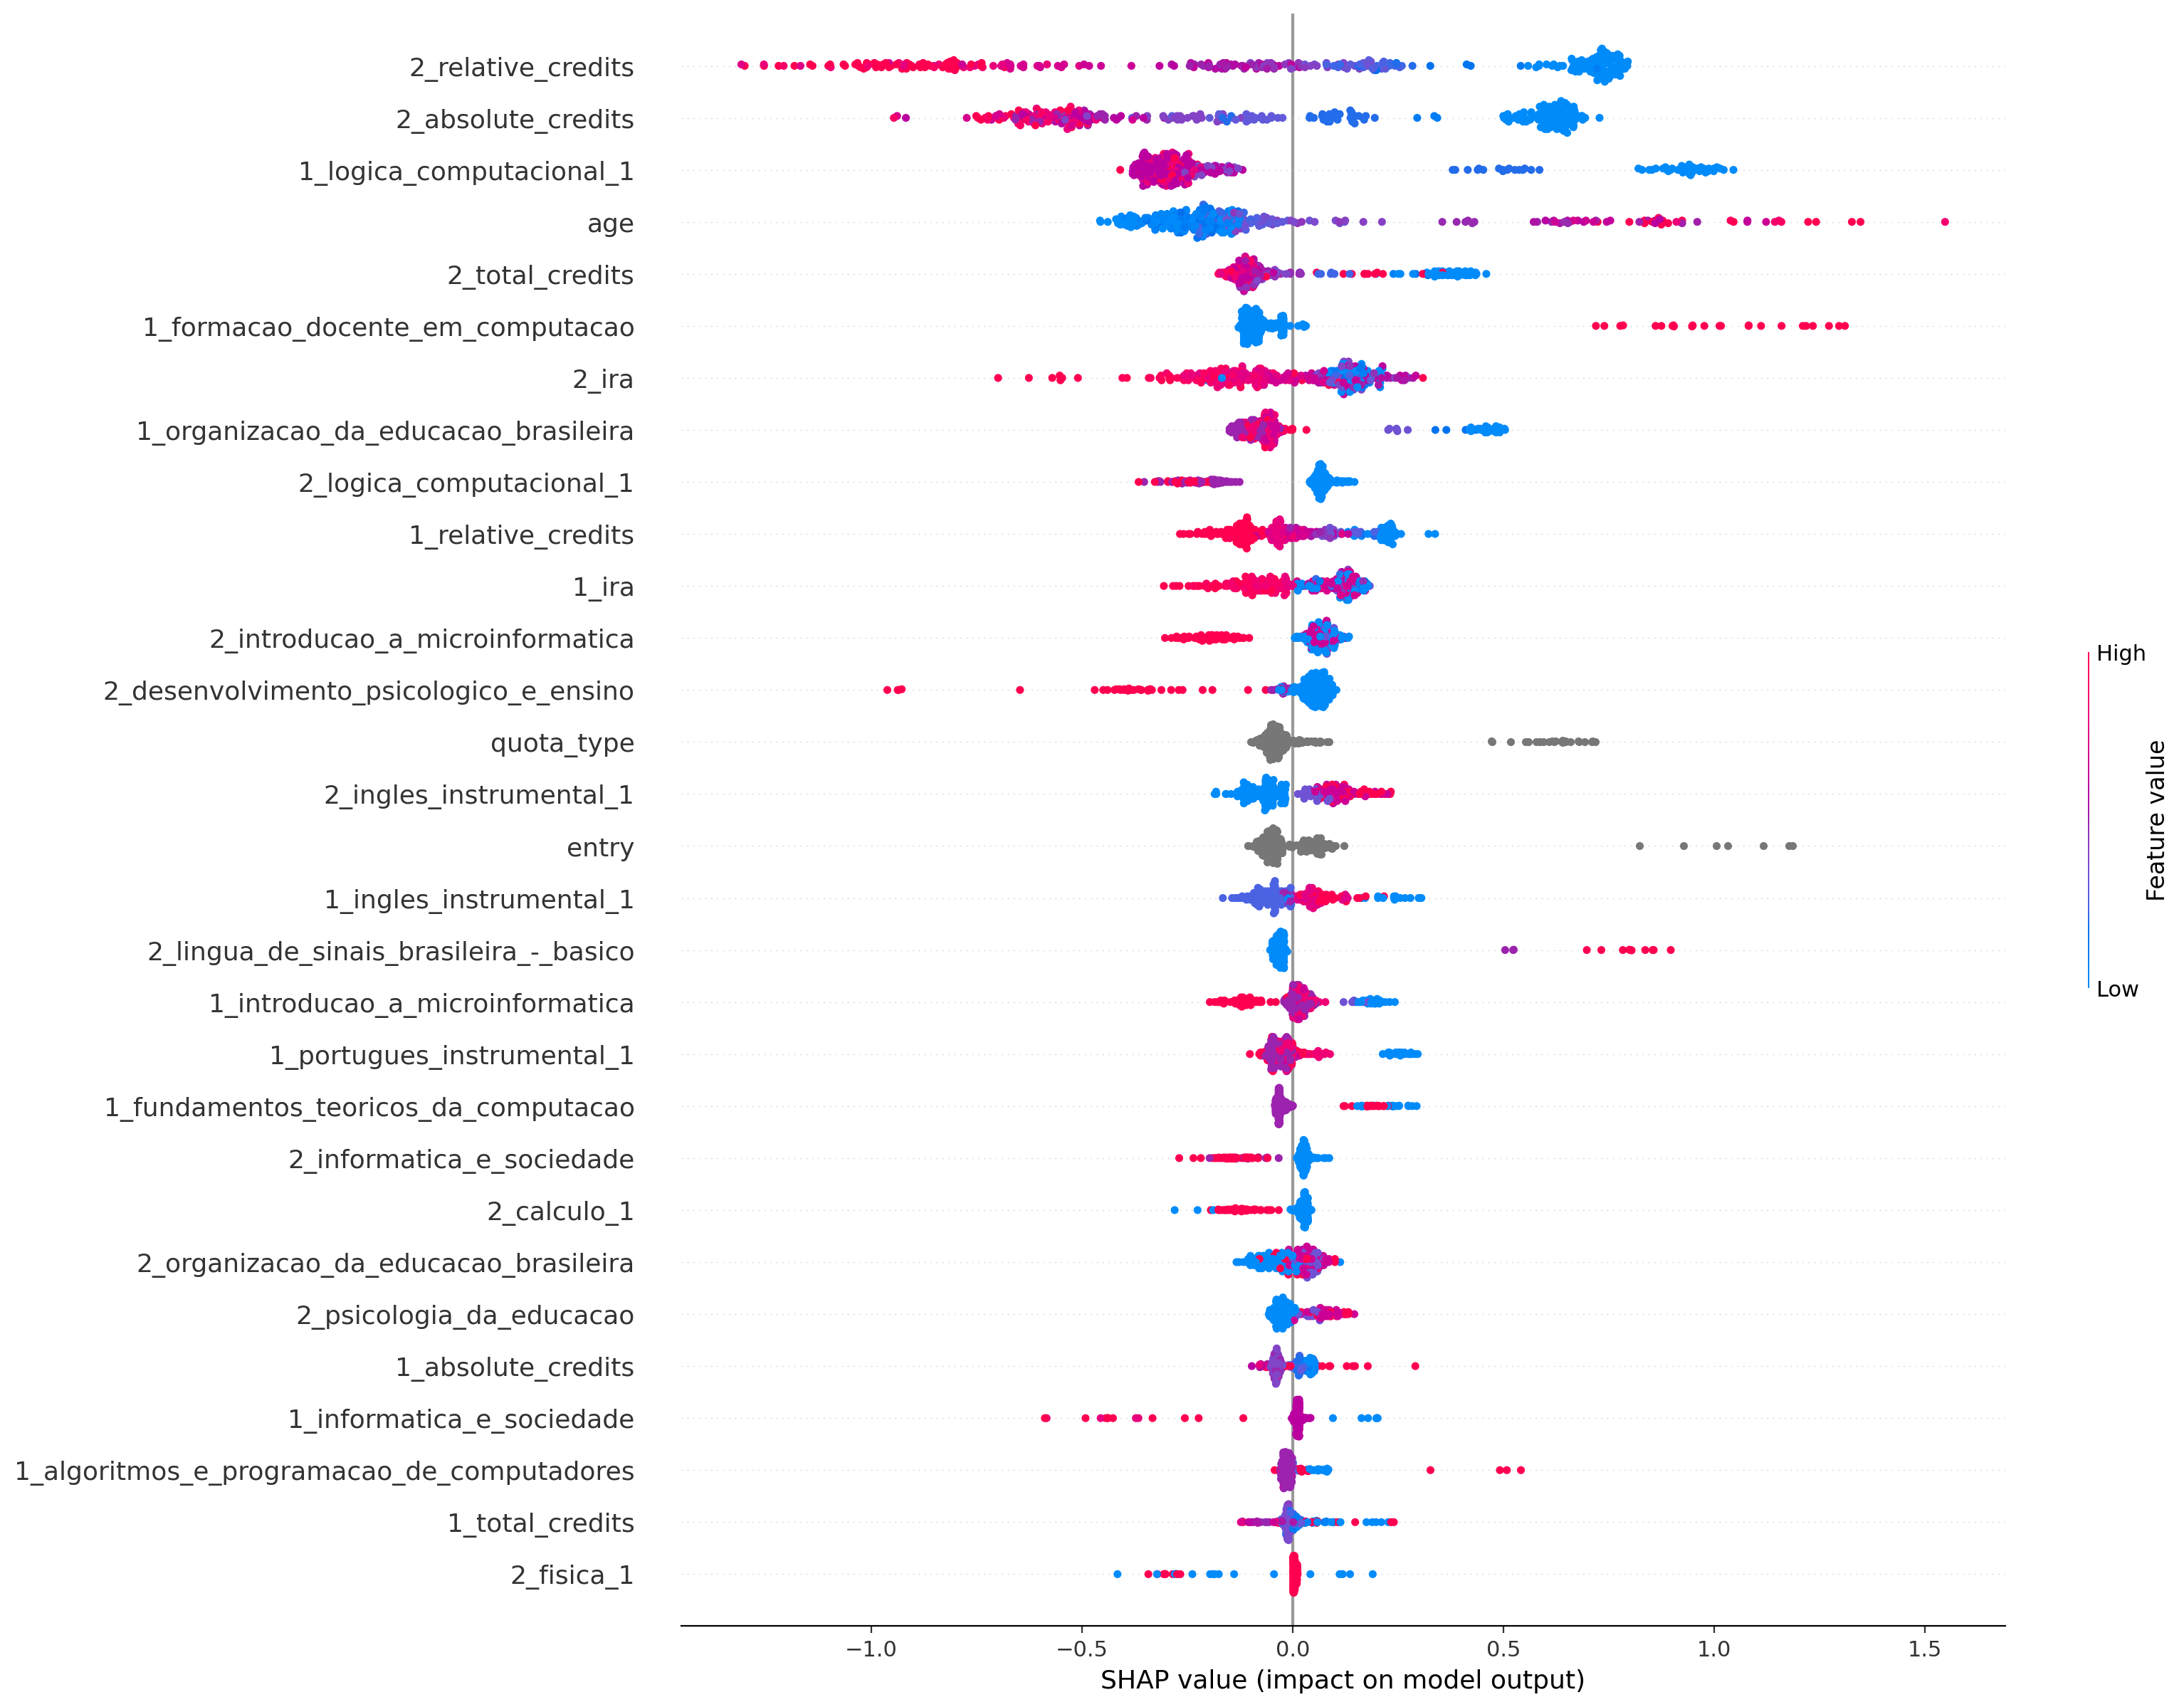 2_relative_credits
2_absolute_credits
1_logica_computacional_1
age
2_total_credits
1_formacao_docente_em_computacao
2_ira
1_organizacao_da_educacao_brasileira
2_logica_computacional_1
1_relative_credits
1_ira
2_introducao_a_microinformatica
2_desenvolvimento_psicologico_e_ensino
quota_type
2_ingles_instrumental_1
entry
1_ingles_instrumental_1
2_lingua_de_sinais_brasileira_-_basico
1_introducao_a_microinformatica
1_portugues_instrumental_1
1_fundamentos_teoricos_da_computacao
2_informatica_e_sociedade
2_calculo_1
2_organizacao_da_educacao_brasileira
2_psicologia_da_educacao
1_absolute_credits
1_informatica_e_sociedade
1_algoritmos_e_programacao_de_computadores
1_total_credits
2_fisica_1
−1.0 −0.5 0.0 0.5 1.0 1.5
SHAP value (impact on model output)
High
Feature value
Low